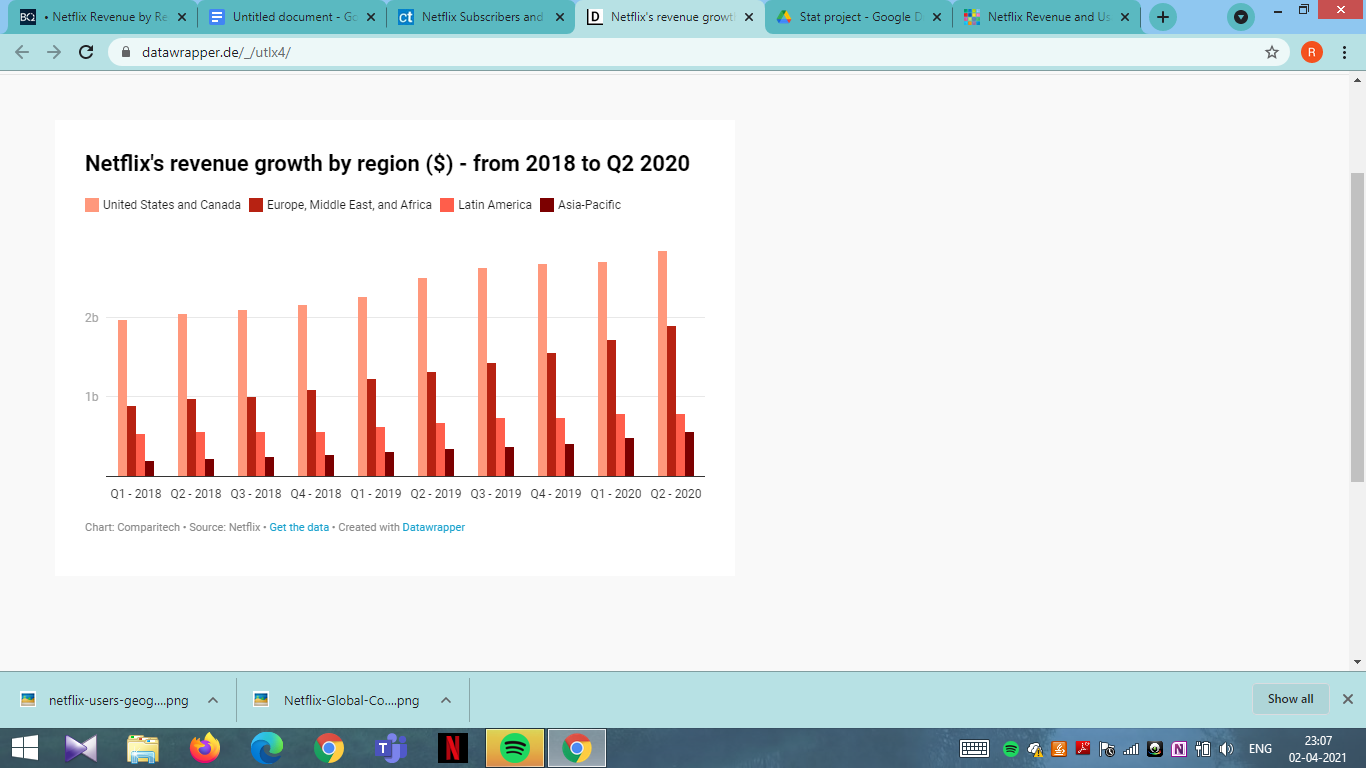 BQ • Netflix Revenue by Re
Untitled document - Go
ct Netflix Subscribers and
D Netflix's revenue growt
Stat project - Google D
Netflix Revenue and Us
datawrapper.de/_/utlx4/
R
Netflix's revenue growth by region ($) - from 2018 to Q2 2020
United States and Canada Europe, Middle East, and Africa Latin America Asia-Pacific
2b
1b
Q1 - 2018 Q2 - 2018 Q3 - 2018 Q4 - 2018 Q1 - 2019 Q2 - 2019 Q3 - 2019 Q4 - 2019 Q1 - 2020 Q2 - 2020
Chart: Comparitech • Source: Netflix • Get the data • Created with Datawrapper
netflix-users-geog....png
Netflix-Global-Co....png
Show all
N
ENG
23:07
02-04-2021